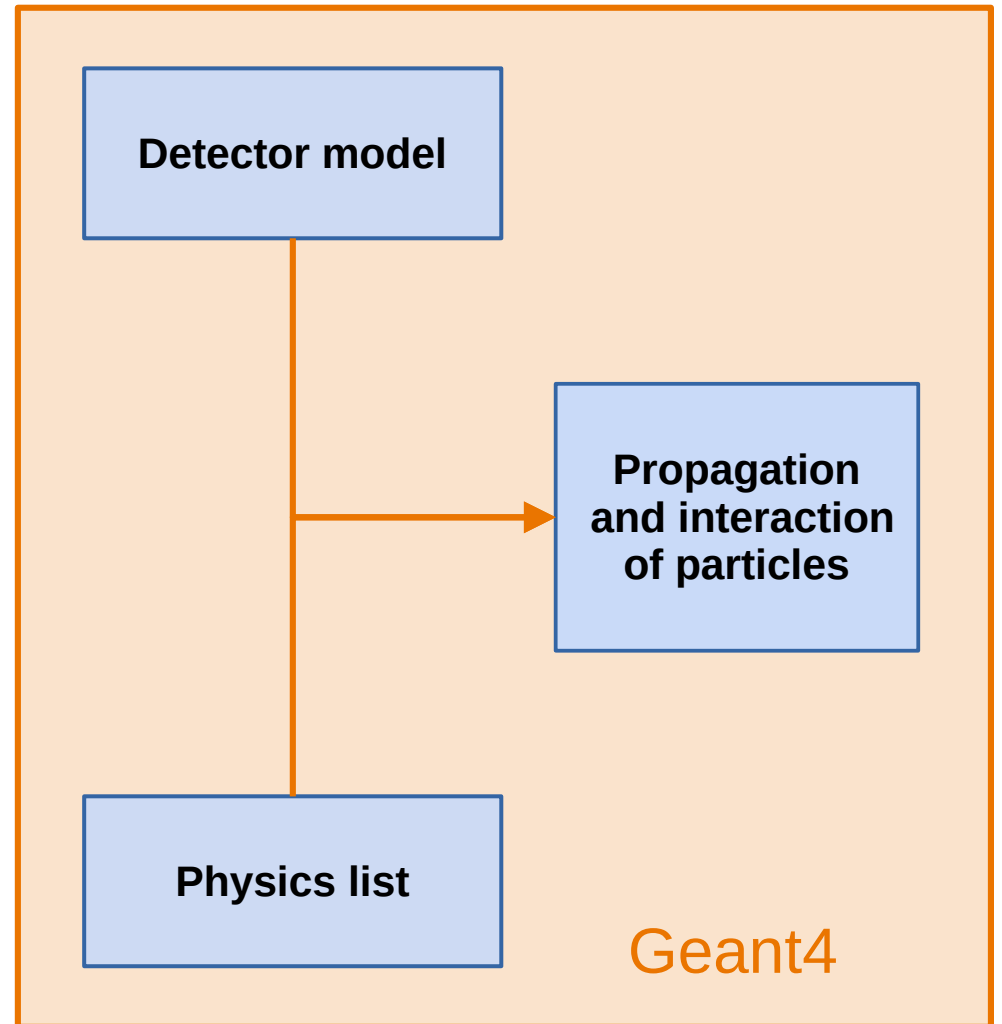 Detector model
Propagation
and interaction
of particles
Physics list
Geant4